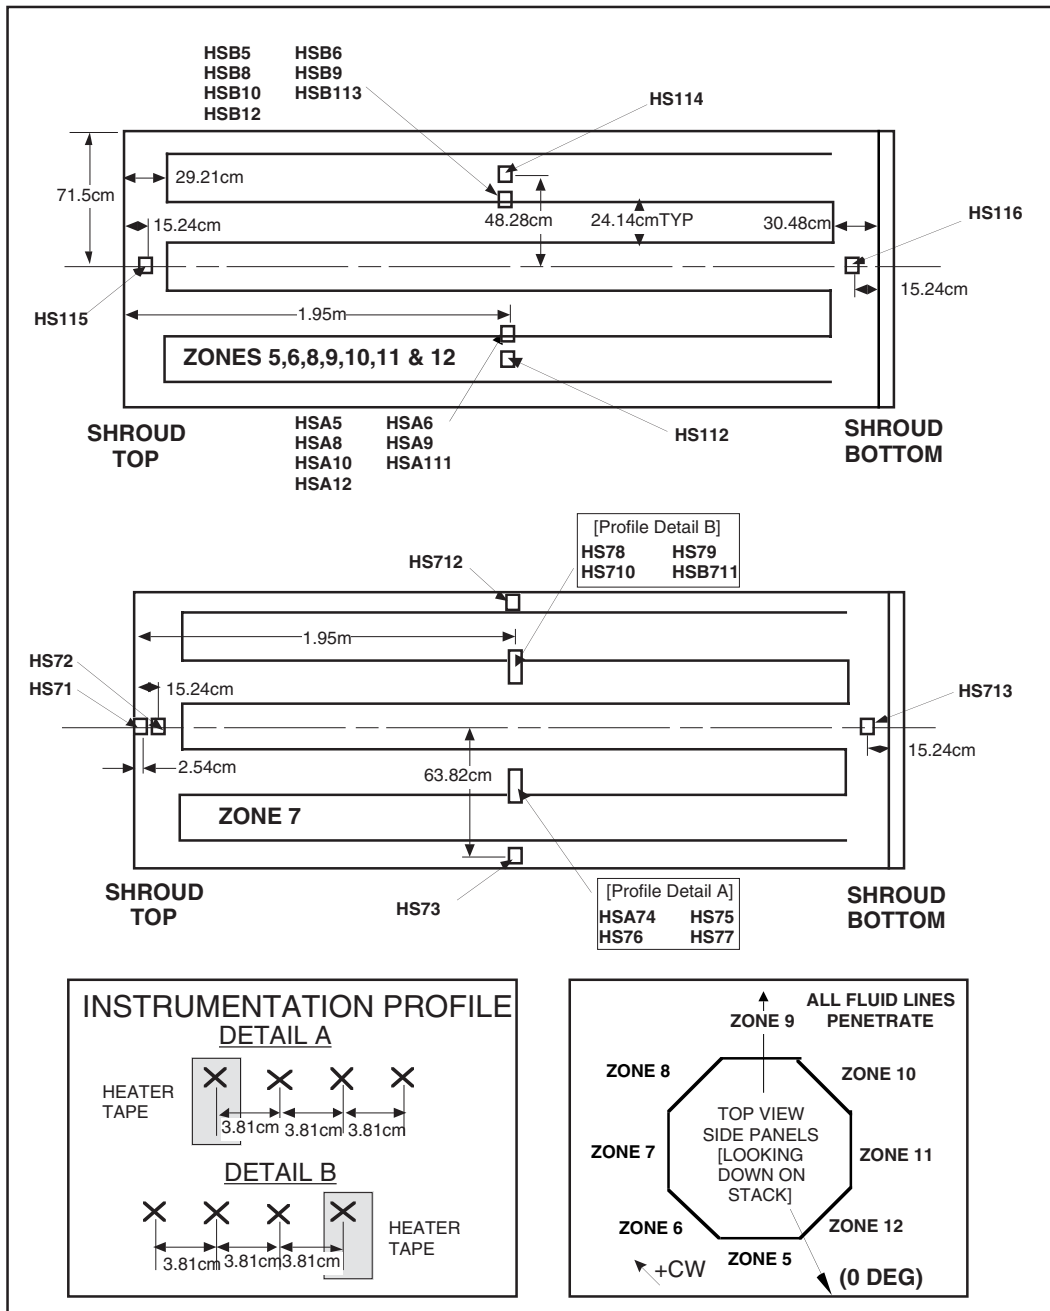 HSB5 HSB6
HSB8 HSB9
HSB10 HSB113
HSB12
HS114
29.21cm
71.5cm
15.24cm
48.28cm
24.14cmTYP
30.48cm
HS116
15.24cm
HS115
1.95m
ZONES 5,6,8,9,10,11 & 12
HSA5 HSA6
HSA8 HSA9
HSA10 HSA111
HSA12
HS112
SHROUD
TOP
SHROUD
BOTTOM
[Profile Detail B]
HS78 HS79
HS710 HSB711
HS712
1.95m
HS72
HS71
15.24cm
HS713
15.24cm
2.54cm
63.82cm
ZONE 7
SHROUD
TOP
HS73
[Profile Detail A]
HSA74 HS75
HS76 HS77
SHROUD
BOTTOM
INSTRUMENTATION PROFILE
DETAIL A
HEATER
TAPE
3.81cm 3.81cm 3.81cm
DETAIL B
HEATER
TAPE
3.81cm 3.81cm 3.81cm
ALL FLUID LINES
PENETRATE
ZONE 9
ZONE 8
ZONE 10
TOP VIEW
SIDE PANELS
[LOOKING
DOWN ON
STACK]
ZONE 7
ZONE 11
ZONE 6
ZONE 12
ZONE 5
+CW
(0 DEG)